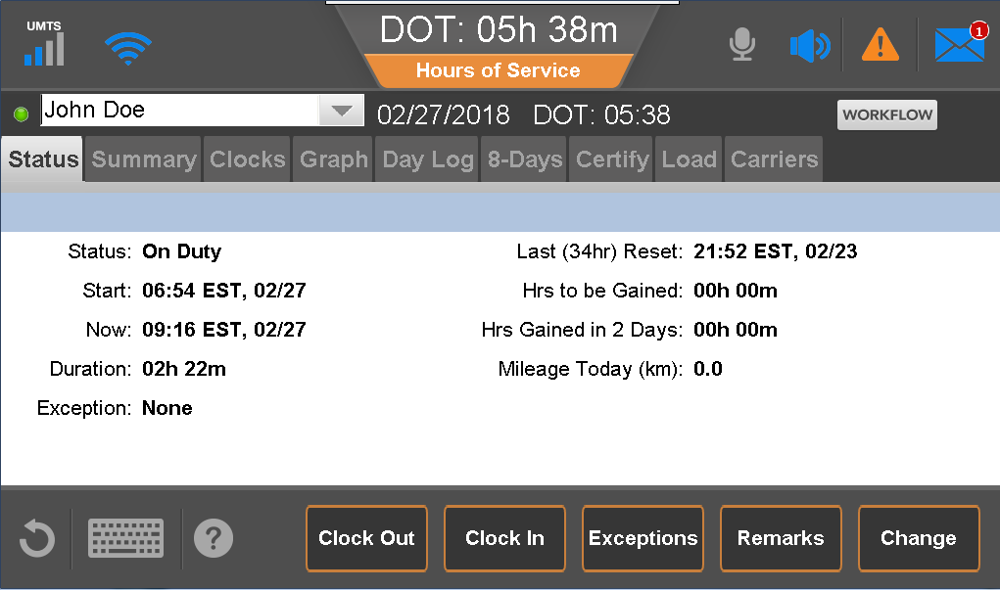 UMTS
DOT: 05h 38m
Hours of Service
1
John Doe
02/27/2018 DOT: 05:38
WORKFLOW
Status Summary Clocks Graph Day Log 8-Days Certify Load Carriers
Status: On Duty
Last (34hr) Reset: 21:52 EST, 02/23
Start: 06:54 EST, 02/27
Hrs to be Gained: 00h 00m
Now: 09:16 EST, 02/27
Hrs Gained in 2 Days: 00h 00m
Duration: 02h 22m
Mileage Today (km): 0.0
Exception: None
?
Clock Out
Clock In
Exceptions
Remarks
Change